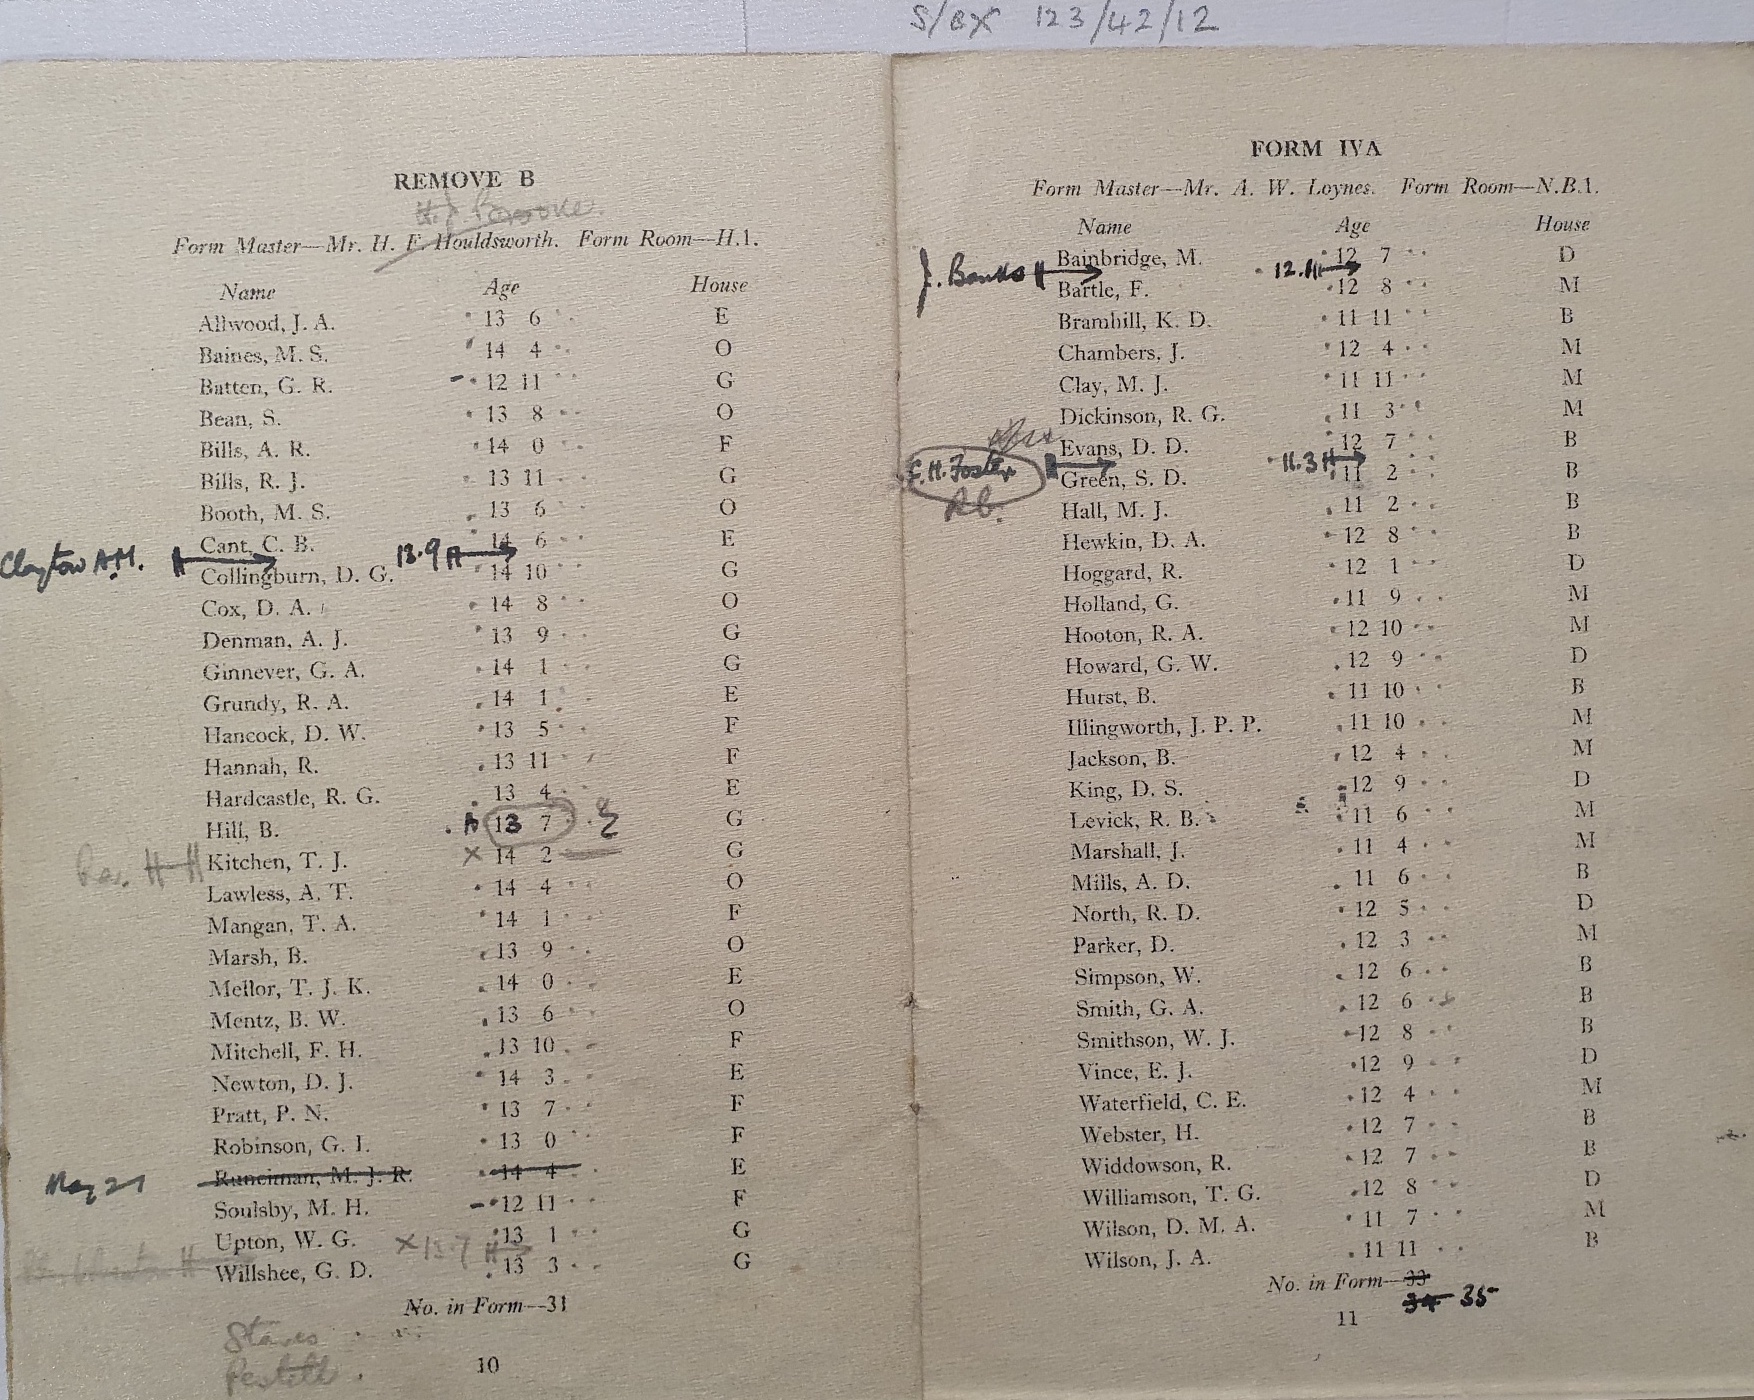 S/BX 123/42/12
REMOVE B
H. J. Brooke.
Form Master—Mr. H. F. Houldsworth. Form Room—H.1.
Name Age House
Allwood, J. A. 13 6 E
Baines, M. S. 14 4 O
Batten, G. R. 12 11 G
Bean, S. 13 8 O
Bills, A. R. 14 0 F
Bills, R. J. 13 11 G
Booth, M. S. 13 6 O
Cant, C. B. 14 6 E
Clayton A.M. 13.9
Collingburn, D. G. 14 10 G
Cox, D. A. 14 8 O
Denman, A. J. 13 9 G
Ginnever, G. A. 14 1 G
Grundy, R. A. 14 1 E
Hancock, D. W. 13 5 F
Hannah, R. 13 11 F
Hardcastle, R. G. 13 4 E
Hill, B. 13 7 G
Kitchen, T. J. 14 2 G
Lawless, A. T. 14 4 O
Mangan, T. A. 14 1 F
Marsh, B. 13 9 O
Mellor, T. J. K. 14 0 E
Mentz, B. W. 13 6 O
Mitchell, F. H. 13 10 F
Newton, D. J. 14 3 E
Pratt, P. N. 13 7 F
Robinson, G. I. 13 0 F
May 27 Runciman, M. J. R. 14 4 E
Soulsby, M. H. 12 11 F
Upton, W. G. 13 1 G
x 13.7 H
Willshee, G. D. 13 3 G
No. in Form—31
Staves
10
FORM IVA
Form Master—Mr. A. W. Loynes. Form Room—N.B.1.
Name Age House
Bainbridge, M. 12 7 D
J. Banks H 12.11
Bartle, F. 12 8 M
Bramhill, K. D. 11 11 B
Chambers, J. 12 4 M
Clay, M. J. 11 11 M
Dickinson, R. G. 11 3 M
Evans, D. D. 12 7 B
C.H. Foster 11.3 H
Green, S. D. 11 2 B
Hall, M. J. 11 2 B
Hewkin, D. A. 12 8 B
Hoggard, R. 12 1 D
Holland, G. 11 9 M
Hooton, R. A. 12 10 M
Howard, G. W. 12 9 D
Hurst, B. 11 10 B
Illingworth, J. P. P. 11 10 M
Jackson, B. 12 4 M
King, D. S. 12 9 D
Levick, R. B. 11 6 M
Marshall, J. 11 4 M
Mills, A. D. 11 6 B
North, R. D. 12 5 D
Parker, D. 12 3 M
Simpson, W. 12 6 B
Smith, G. A. 12 6 B
Smithson, W. J. 12 8 B
Vince, E. J. 12 9 D
Waterfield, C. E. 12 4 M
Webster, H. 12 7 B
Widdowson, R. 12 7 B
Williamson, T. G. 12 8 D
Wilson, D. M. A. 11 7 M
Wilson, J. A. 11 11 B
No. in Form—33
34 35
11